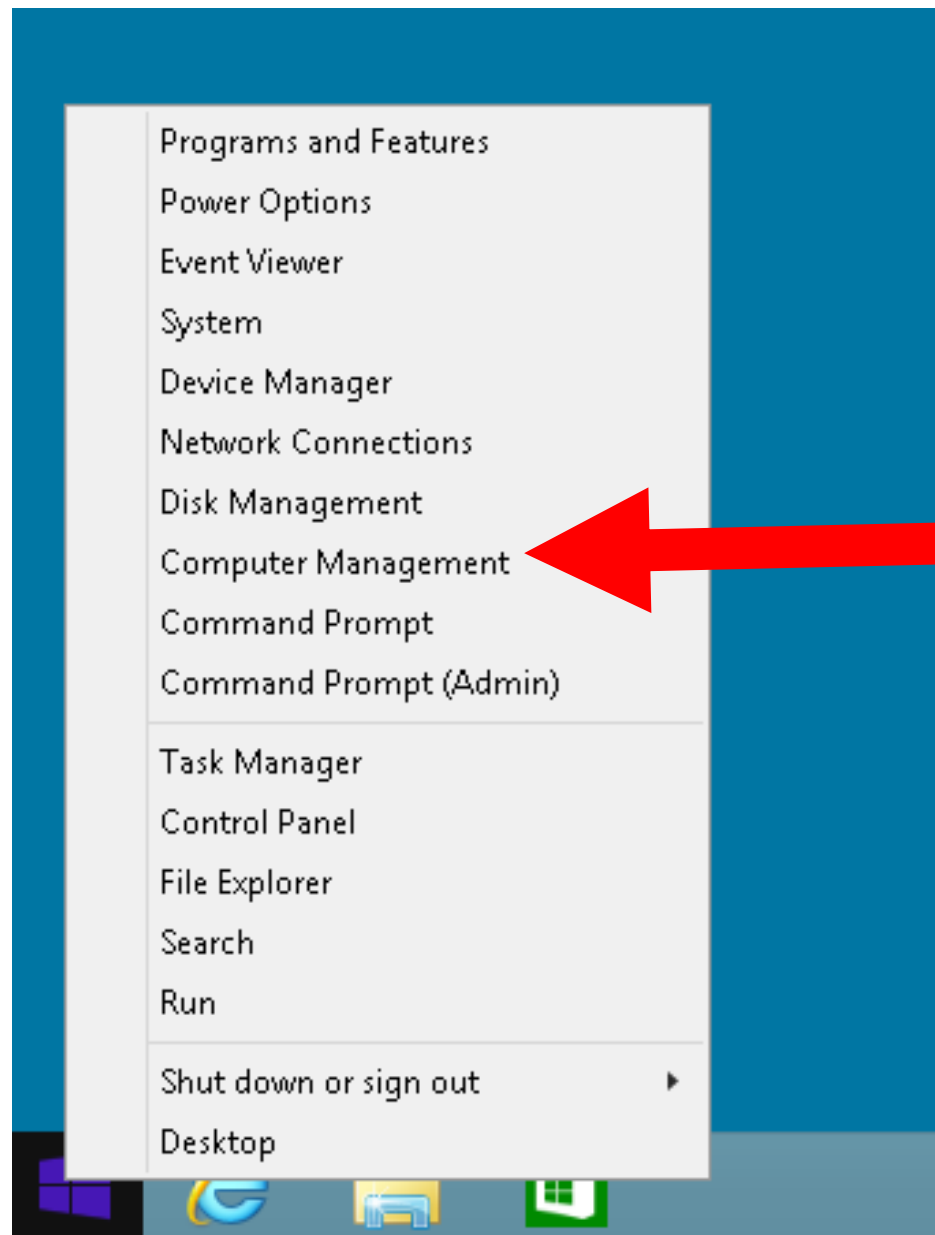 Programs and Features
Power Options
Event Viewer
System
Device Manager
Network Connections
Disk Management
Computer Management
Command Prompt
Command Prompt (Admin)
Task Manager
Control Panel
File Explorer
Search
Run
Shut down or sign out
Desktop